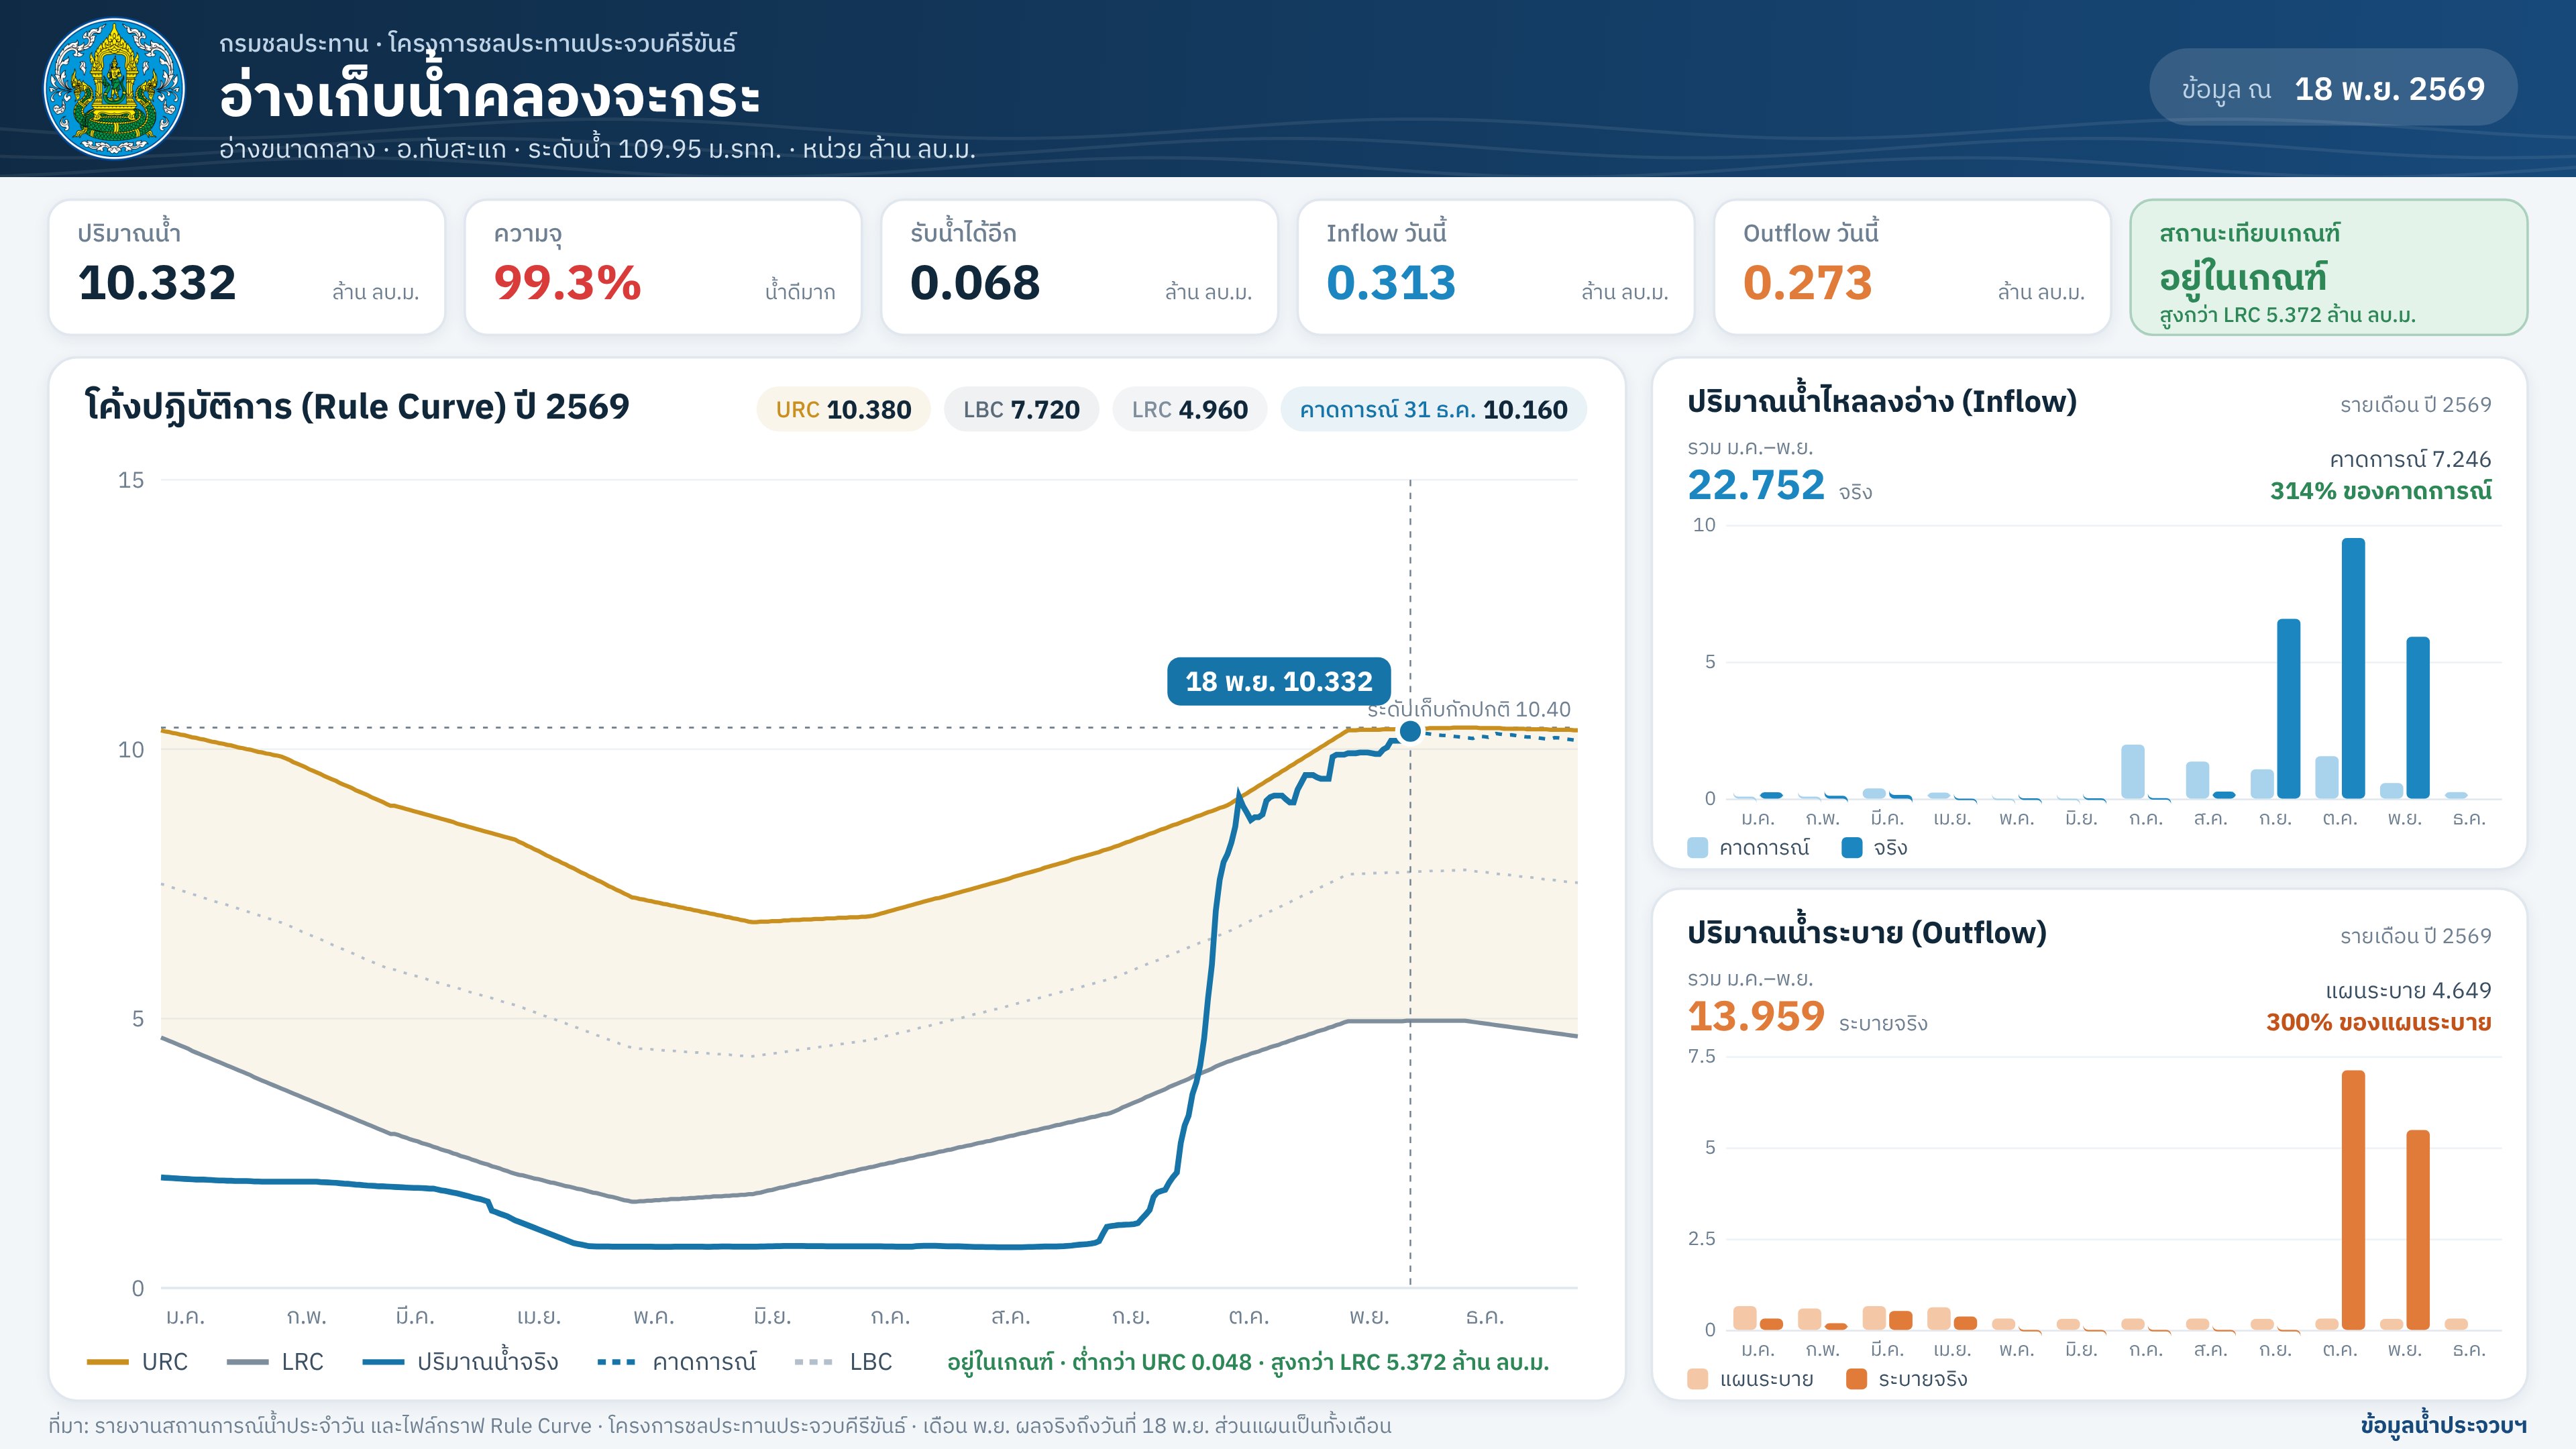 กรมชลประทาน · โครงการชลประทานประจวบคีรีขันธ์
อ่างเก็บน้ำคลองจะกระ
อ่างขนาดกลาง · อ.ทับสะแก · ระดับน้ำ 109.95 ม.รทก. · หน่วย ล้าน ลบ.ม.
ข้อมูล ณ 18 พ.ย. 2569
ปริมาณน้ำ
10.332 ล้าน ลบ.ม.
ความจุ
99.3% น้ำดีมาก
รับน้ำได้อีก
0.068 ล้าน ลบ.ม.
Inflow วันนี้
0.313 ล้าน ลบ.ม.
Outflow วันนี้
0.273 ล้าน ลบ.ม.
สถานะเทียบเกณฑ์
อยู่ในเกณฑ์
สูงกว่า LRC 5.372 ล้าน ลบ.ม.
โค้งปฏิบัติการ (Rule Curve) ปี 2569
URC 10.380
LBC 7.720
LRC 4.960
คาดการณ์ 31 ธ.ค. 10.160
15
10
5
0
18 พ.ย. 10.332
ระดับเก็บกักปกติ 10.40
ม.ค. ก.พ. มี.ค. เม.ย. พ.ค. มิ.ย. ก.ค. ส.ค. ก.ย. ต.ค. พ.ย. ธ.ค.
URC LRC ปริมาณน้ำจริง คาดการณ์ LBC
อยู่ในเกณฑ์ · ต่ำกว่า URC 0.048 · สูงกว่า LRC 5.372 ล้าน ลบ.ม.
ปริมาณน้ำไหลลงอ่าง (Inflow)
รายเดือน ปี 2569
รวม ม.ค.–พ.ย.
22.752 จริง
คาดการณ์ 7.246
314% ของคาดการณ์
10
5
0
ม.ค. ก.พ. มี.ค. เม.ย. พ.ค. มิ.ย. ก.ค. ส.ค. ก.ย. ต.ค. พ.ย. ธ.ค.
คาดการณ์ จริง
ปริมาณน้ำระบาย (Outflow)
รายเดือน ปี 2569
รวม ม.ค.–พ.ย.
13.959 ระบายจริง
แผนระบาย 4.649
300% ของแผนระบาย
7.5
5
2.5
0
ม.ค. ก.พ. มี.ค. เม.ย. พ.ค. มิ.ย. ก.ค. ส.ค. ก.ย. ต.ค. พ.ย. ธ.ค.
แผนระบาย ระบายจริง
ที่มา: รายงานสถานการณ์น้ำประจำวัน และไฟล์กราฟ Rule Curve · โครงการชลประทานประจวบคีรีขันธ์ · เดือน พ.ย. ผลจริงถึงวันที่ 18 พ.ย. ส่วนแผนเป็นทั้งเดือน
ข้อมูลน้ำประจวบฯ